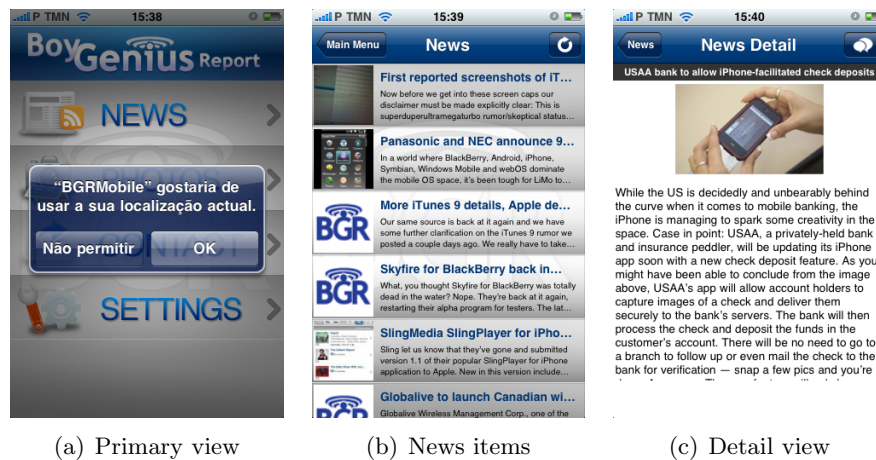 P TMN 15:38
BoyGenius Report
NEWS
PHOTOS
“BGRMobile” gostaria de
usar a sua localização actual.
Não permitir OK
CONTACT
SETTINGS
(a) Primary view
P TMN 15:39
Main Menu News
First reported screenshots of iT...
Now before we get into these screen caps our
disclaimer must be made explicitly clear: This is
superduperultramegaturbo rumor/skeptical status...
Panasonic and NEC announce 9...
In a world where BlackBerry, Android, iPhone,
Symbian, Windows Mobile and webOS dominate
the mobile OS space, it's been tough for LiMo to...
BGR
More iTunes 9 details, Apple de...
Our same source is back at it again and we have
some further clarification on the iTunes 9 rumor we
posted a couple days ago. We really have to take...
BGR
Skyfire for BlackBerry back in...
What, you thought Skyfire for BlackBerry was totally
dead in the water? Nope. They're back at it again,
restarting their alpha program for testers. The lat...
SlingMedia SlingPlayer for iPho...
Sling let us know that they've gone and submitted
version 1.1 of their popular SlingPlayer for iPhone
application to Apple. New in this version include...
BGR
Globalive to launch Canadian wi...
Globalive Wireless Management Corp., one of the
(b) News items
P TMN 15:40
News News Detail
USAA bank to allow iPhone-facilitated check deposits
While the US is decidedly and unbearably behind
the curve when it comes to mobile banking, the
iPhone is managing to spark some creativity in the
space. Case in point: USAA, a privately-held bank
and insurance peddler, will be updating its iPhone
app soon with a new check deposit feature. As you
might have been able to conclude from the image
above, USAA's app will allow account holders to
capture images of a check and deliver them
securely to the bank's servers. The bank will then
process the check and deposit the funds in the
customer's account. There will be no need to go to
a branch to follow up or even mail the check to the
bank for verification — snap a few pics and you're
(c) Detail view